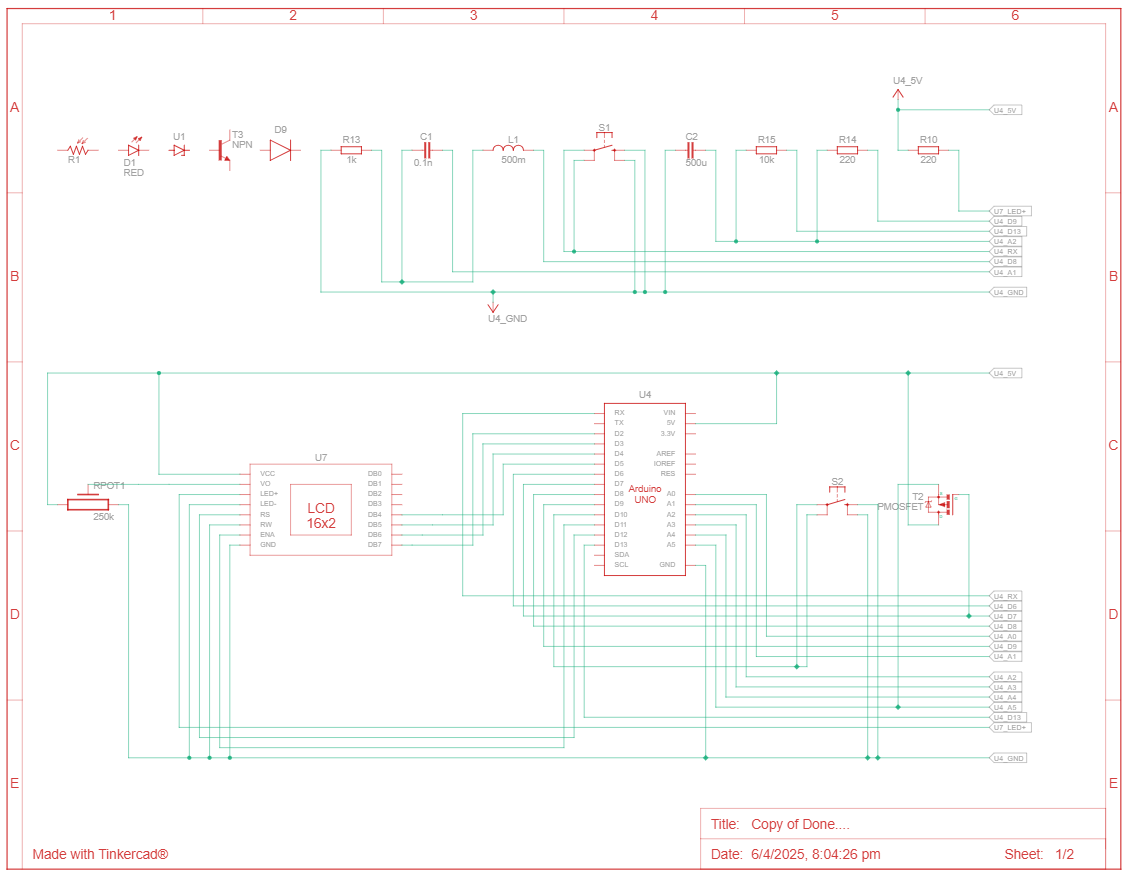 1 2 3 4 5 6
U4_5V
A A
U4_5V
R1
D1
RED
U1
T3
NPN
D9
R13
1k
C1
0.1n
L1
500m
S1
C2
500u
R15
10k
R14
220
R10
220
U7_LED+
U4_D9
U4_D13
U4_A2
U4_RX
U4_D8
U4_A1
B B
U4_GND
U4_GND
U4_5V
C C
RPOT1
250k
U7
VCC DB0
VO DB1
LED+ DB2
LED- DB3
RS DB4
RW DB5
ENA DB6
GND DB7
LCD
16x2
U4
RX VIN
TX 5V
D2 3.3V
D3
D4 AREF
D5 IOREF
D6 RES
D7
D8 A0
D9 A1
D10 A2
D11 A3
D12 A4
D13 A5
SDA
SCL GND
Arduino
UNO
S2
T2
PMOSFET
D D
U4_RX
U4_D6
U4_D7
U4_D8
U4_A0
U4_D9
U4_A1
U4_A2
U4_A3
U4_A4
U4_A5
U4_D13
U7_LED+
U4_GND
E E
Title: Copy of Done....
Made with Tinkercad®
Date: 6/4/2025, 8:04:26 pm Sheet: 1/2